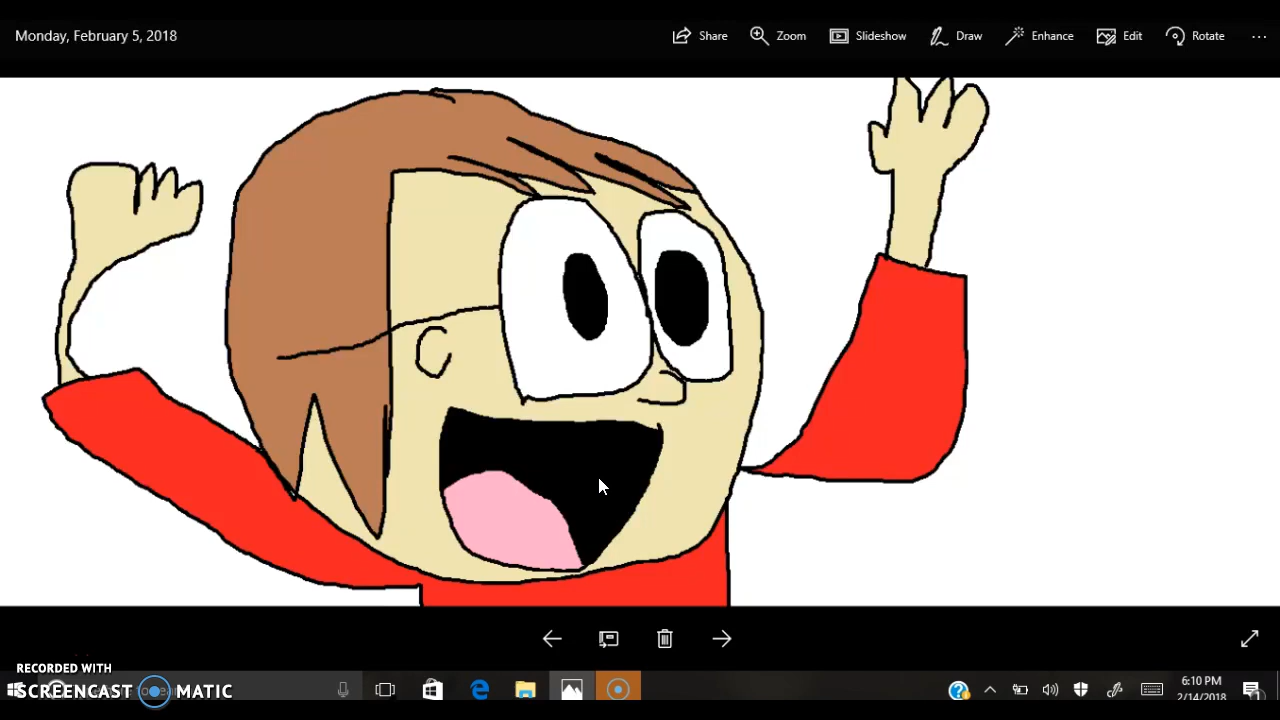 Monday, February 5, 2018
Share
Zoom
Slideshow
Draw
Enhance
Edit
Rotate
RECORDED WITH
SCREENCAST MATIC
6:10 PM
2/14/2018
1